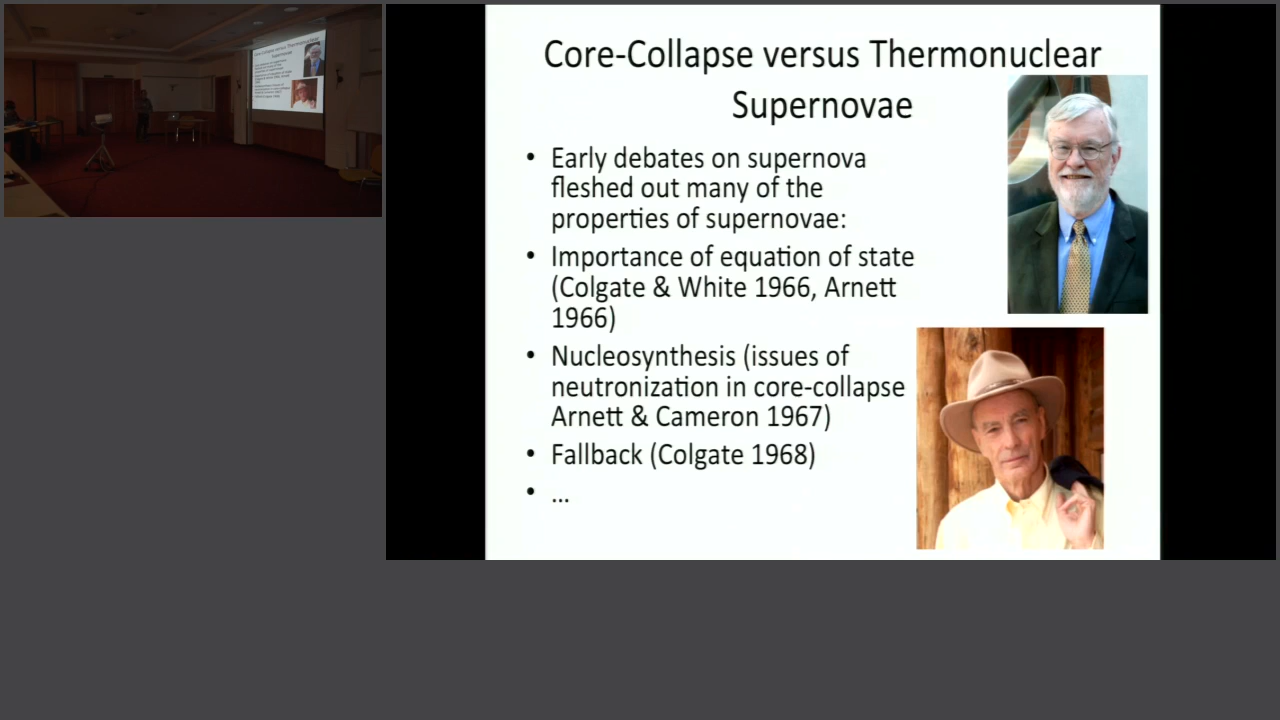 Core-Collapse versus Thermonuclear
Supernovae
• Early debates on supernova
fleshed out many of the
properties of supernovae:
• Importance of equation of state
(Colgate & White 1966, Arnett
1966)
• Nucleosynthesis (issues of
neutronization in core-collapse
Arnett & Cameron 1967)
• Fallback (Colgate 1968)
• ...